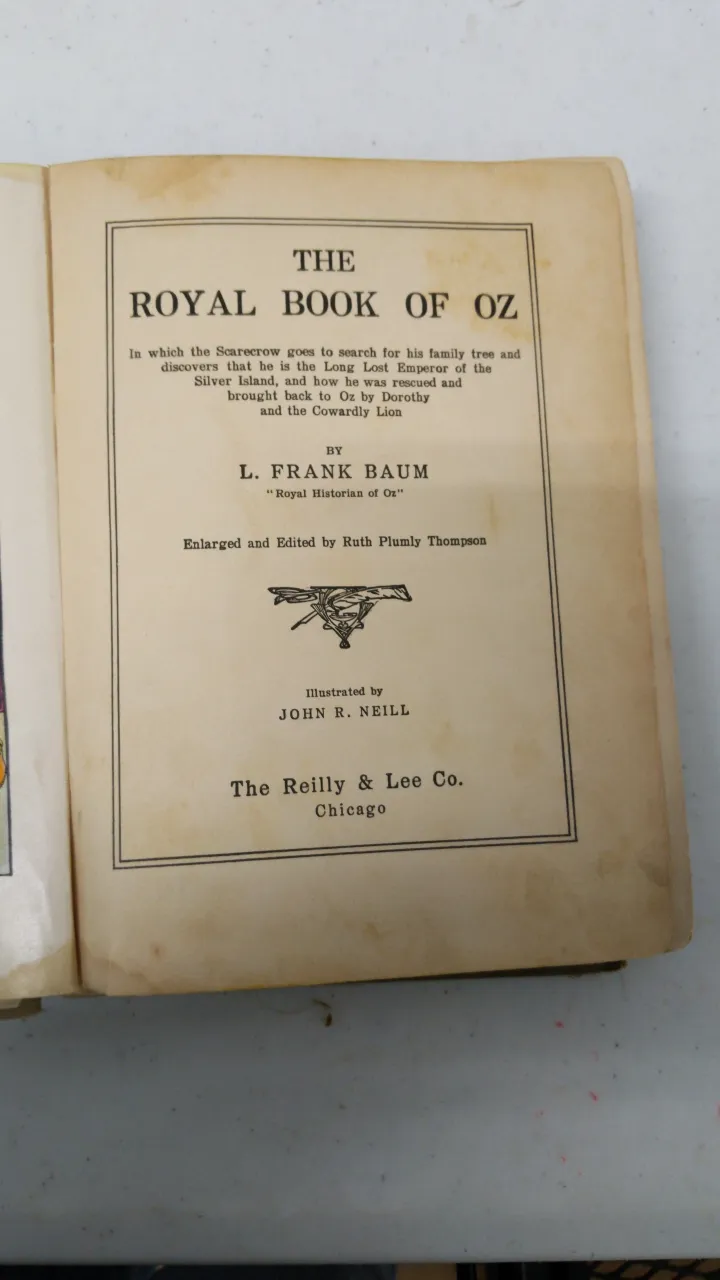 THE
ROYAL BOOK OF OZ
In which the Scarecrow goes to search for his family tree and
discovers that he is the Long Lost Emperor of the
Silver Island, and how he was rescued and
brought back to Oz by Dorothy
and the Cowardly Lion
BY
L. FRANK BAUM
"Royal Historian of Oz"
Enlarged and Edited by Ruth Plumly Thompson
Illustrated by
JOHN R. NEILL
The Reilly & Lee Co.
Chicago